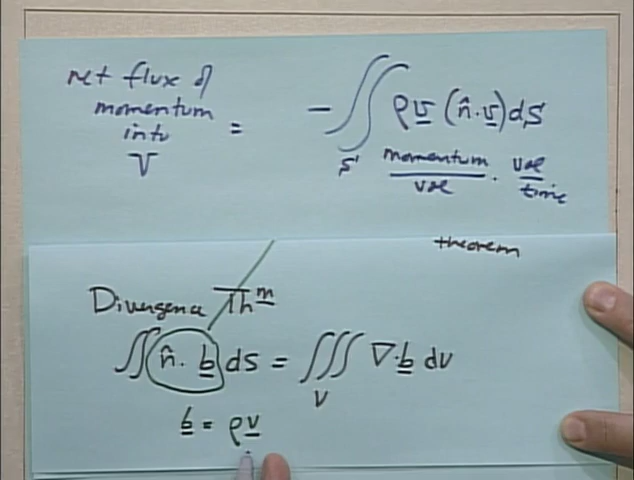 net flux of
momentum
into
V
= - ∬ ρv (n̂·v) dS
S
momentum/vol · vol/time
theorem
Divergence Thm
∬ n̂·b dS = ∭ ∇·b dV
V
b = ρv